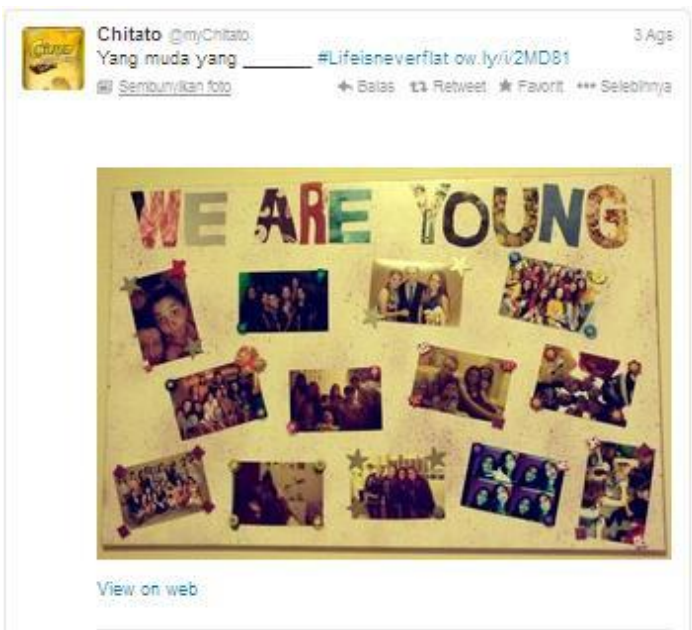 Chitato @myChitato 3 Ags
Yang muda yang _______ #Lifeisneverflat ow.ly/i/2MD81
Sembunyikan foto Balas Retweet Favorit Selebihnya
WE ARE YOUNG
View on web